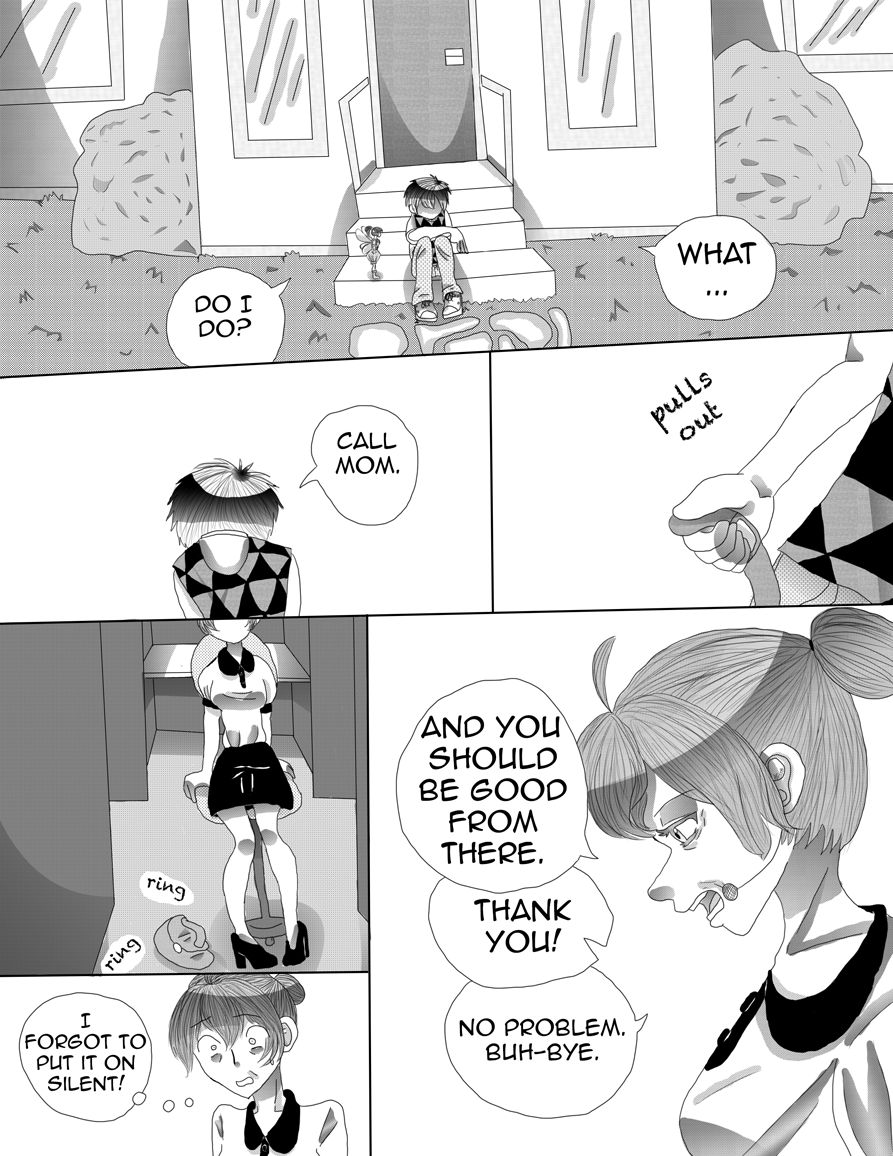 WHAT
...
DO I
DO?
pulls
out
CALL
MOM.
AND YOU
SHOULD
BE GOOD
FROM
THERE.
THANK
YOU!
NO PROBLEM.
BUH-BYE.
ring
ring
I
FORGOT TO
PUT IT ON
SILENT!